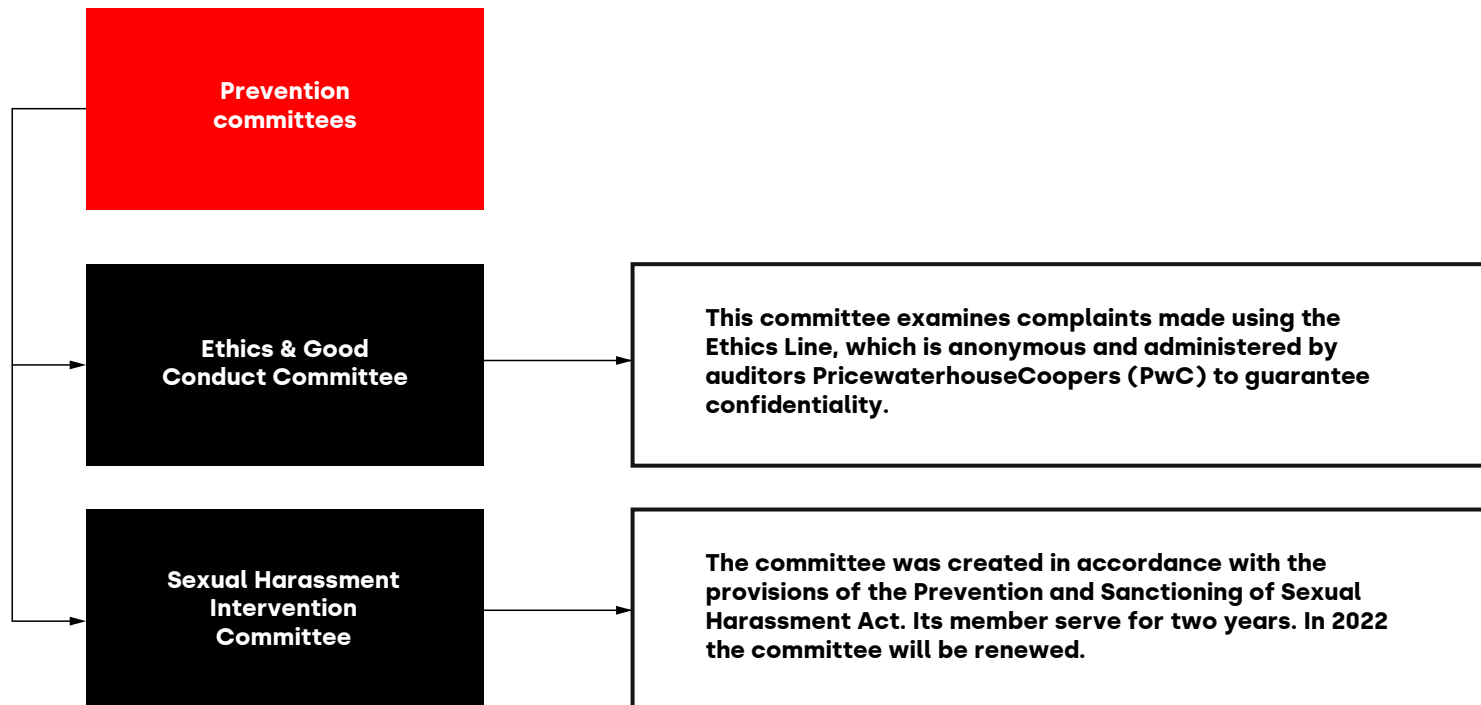 Prevention
committees
Ethics & Good
Conduct Committee
This committee examines complaints made using the
Ethics Line, which is anonymous and administered by
auditors PricewaterhouseCoopers (PwC) to guarantee
confidentiality.
Sexual Harassment
Intervention
Committee
The committee was created in accordance with the
provisions of the Prevention and Sanctioning of Sexual
Harassment Act. Its member serve for two years. In 2022
the committee will be renewed.